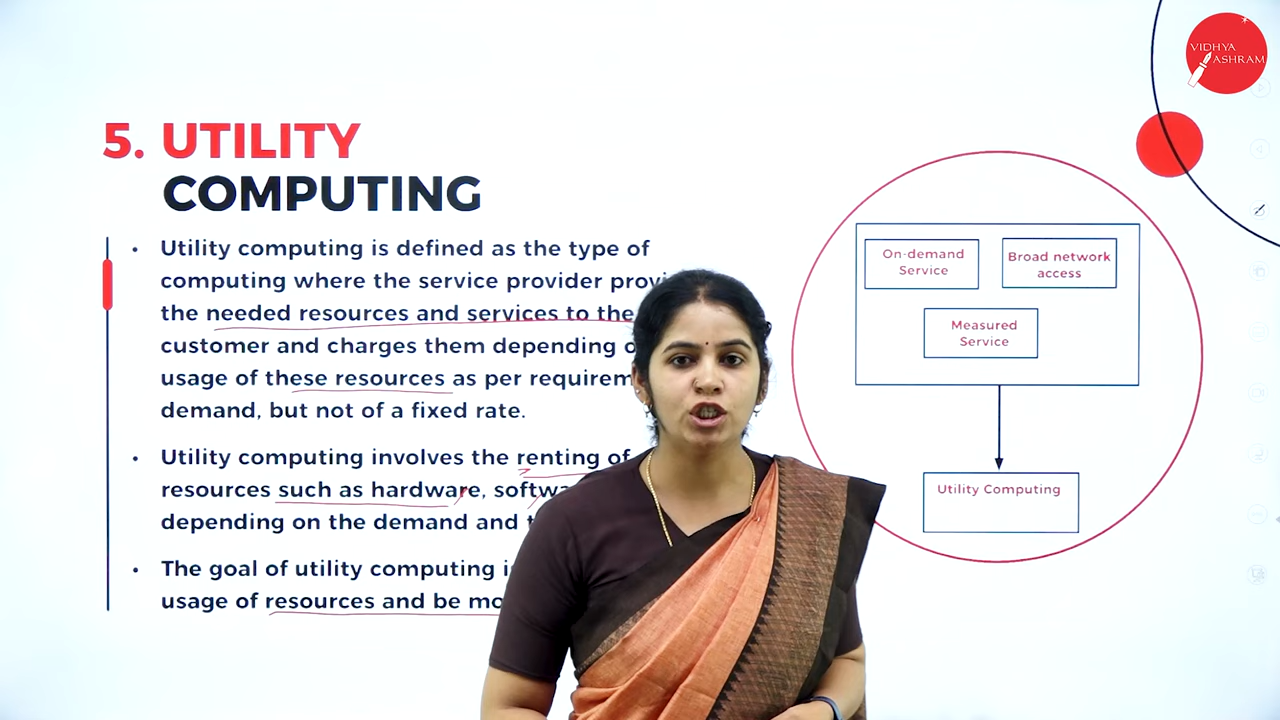 VIDHYA
ASHRAM
5. UTILITY
COMPUTING
• Utility computing is defined as the type of
computing where the service provider
the needed resources and services to the
customer and charges them depending
usage of these resources as per
demand, but not of a fixed rate.
• Utility computing involves the renting of
resources such as hardware,
depending on the demand and
• The goal of utility computing
usage of resources and be
On-demand
Service
Broad network
access
Measured
Service
Utility Computing